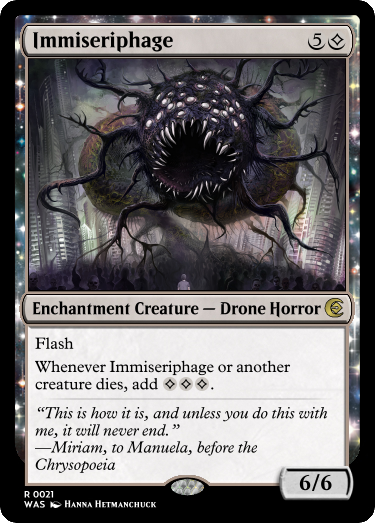 Immiseriphage 5◇
Enchantment Creature — Drone Horror
Flash
Whenever Immiseriphage or another
creature dies, add ◇◇◇.
“This is how it is, and unless you do this with
me, it will never end.”
—Miriam, to Manuela, before the
Chrysopoeia
6/6
R 0021
WAS Hanna Hetmanchuck